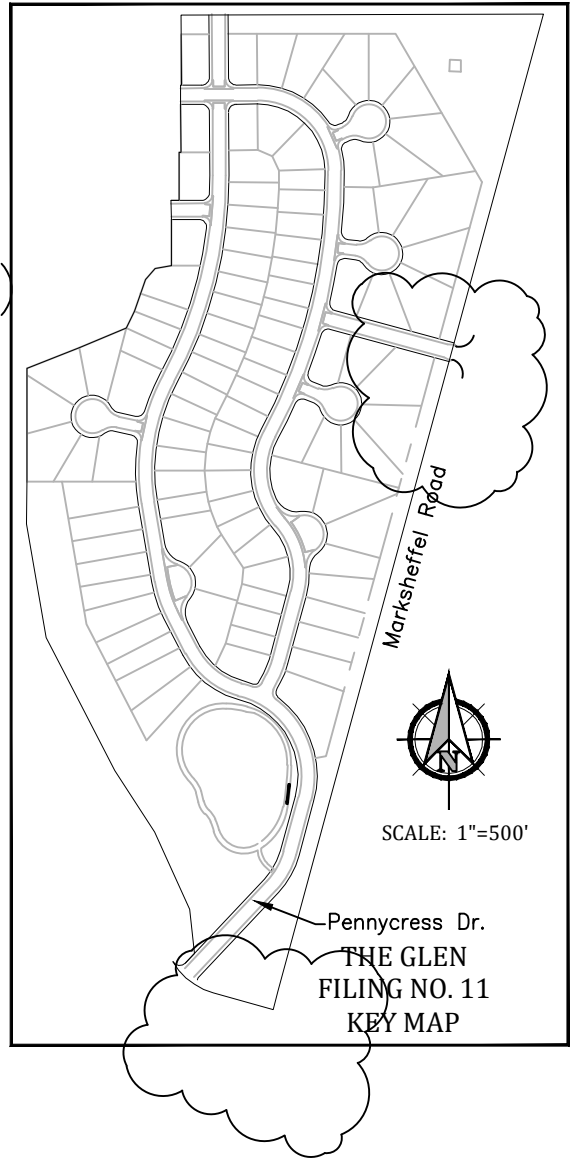 Marksheffel Road
N
SCALE: 1"=500'
Pennycress Dr.
THE GLEN
FILING NO. 11
KEY MAP